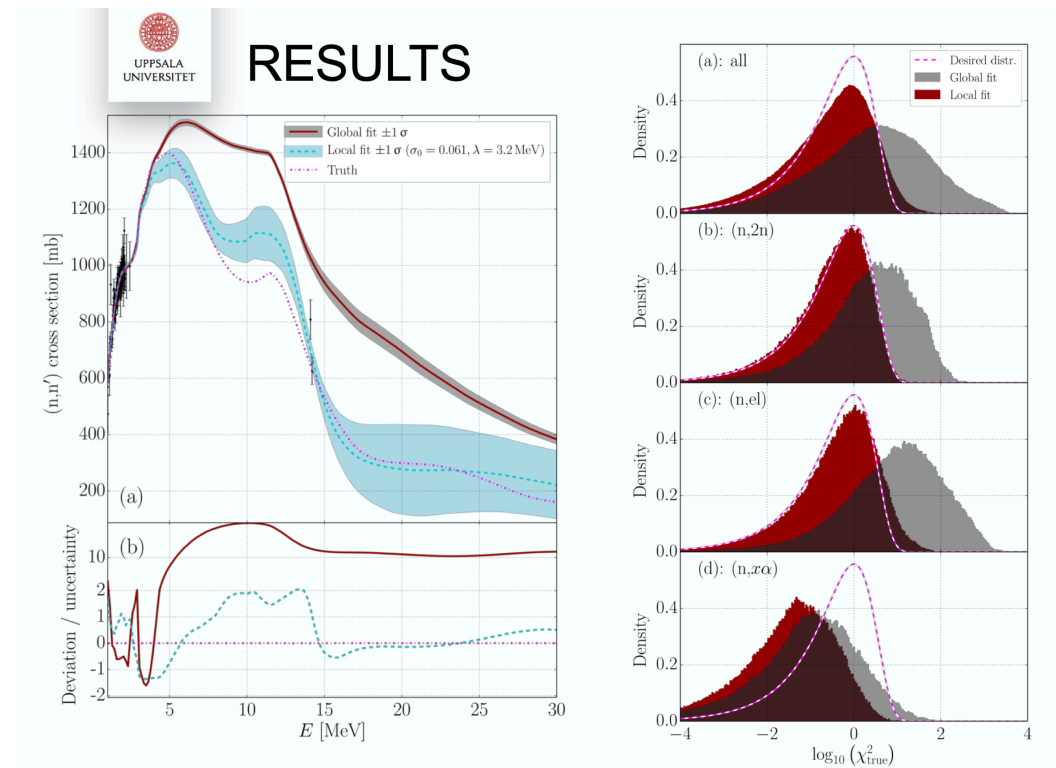 UPPSALA
UNIVERSITET
RESULTS
Global fit ±1 σ
Local fit ±1 σ (σ₀ = 0.061, λ = 3.2 MeV)
Truth
1400
1200
1000
800
600
400
200
(n,n′) cross section [mb]
(a)
(b)
10
2
1
0
-1
-2
Deviation / uncertainty
5
10
15
20
25
30
E [MeV]
(a): all
Desired distr.
Global fit
Local fit
0.4
0.2
0.0
Density
(b): (n,2n)
0.4
0.2
0.0
Density
(c): (n,el)
0.4
0.2
0.0
Density
(d): (n,xα)
0.4
0.2
0.0
Density
−4
−2
0
2
4
log₁₀ (χ²true)